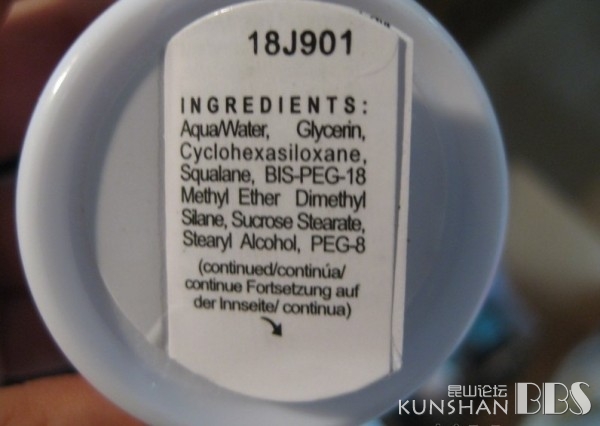 18J901
INGREDIENTS:
Aqua/Water, Glycerin,
Cyclohexasiloxane,
Squalane, BIS-PEG-18
Methyl Ether Dimethyl
Silane, Sucrose Stearate,
Stearyl Alcohol, PEG-8
(continued/continúa/
continue Fortsetzung auf
der Innseite/ continua)
昆山论坛
KUNSHAN BBS